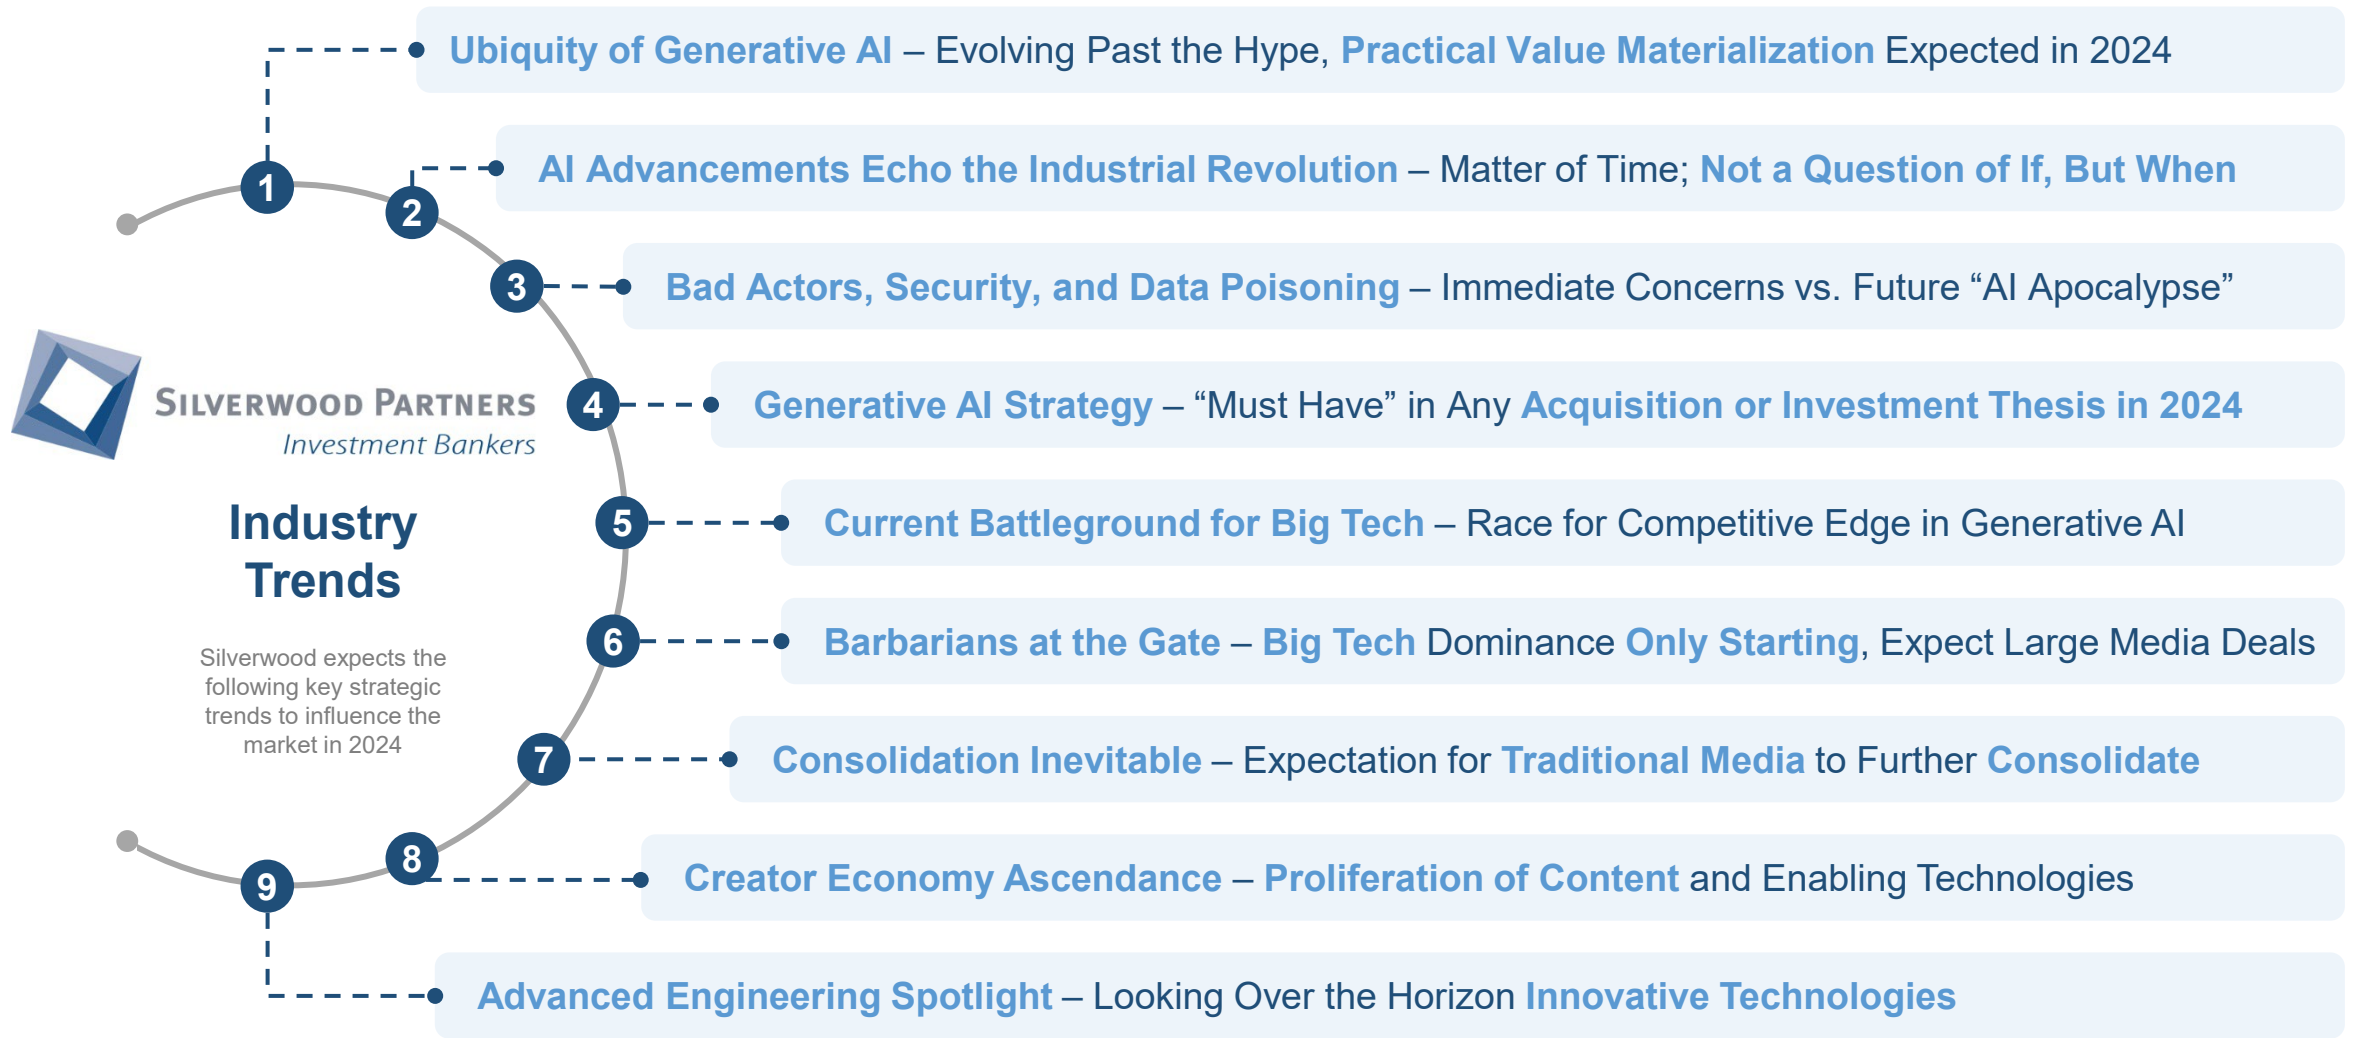 1
Ubiquity of Generative AI – Evolving Past the Hype, Practical Value Materialization Expected in 2024
2
AI Advancements Echo the Industrial Revolution – Matter of Time; Not a Question of If, But When
3
Bad Actors, Security, and Data Poisoning – Immediate Concerns vs. Future “AI Apocalypse”
4
Generative AI Strategy – “Must Have” in Any Acquisition or Investment Thesis in 2024
5
Current Battleground for Big Tech – Race for Competitive Edge in Generative AI
6
Barbarians at the Gate – Big Tech Dominance Only Starting, Expect Large Media Deals
7
Consolidation Inevitable – Expectation for Traditional Media to Further Consolidate
8
Creator Economy Ascendance – Proliferation of Content and Enabling Technologies
9
Advanced Engineering Spotlight – Looking Over the Horizon Innovative Technologies
SILVERWOOD PARTNERS
Investment Bankers
Industry
Trends
Silverwood expects the
following key strategic
trends to influence the
market in 2024